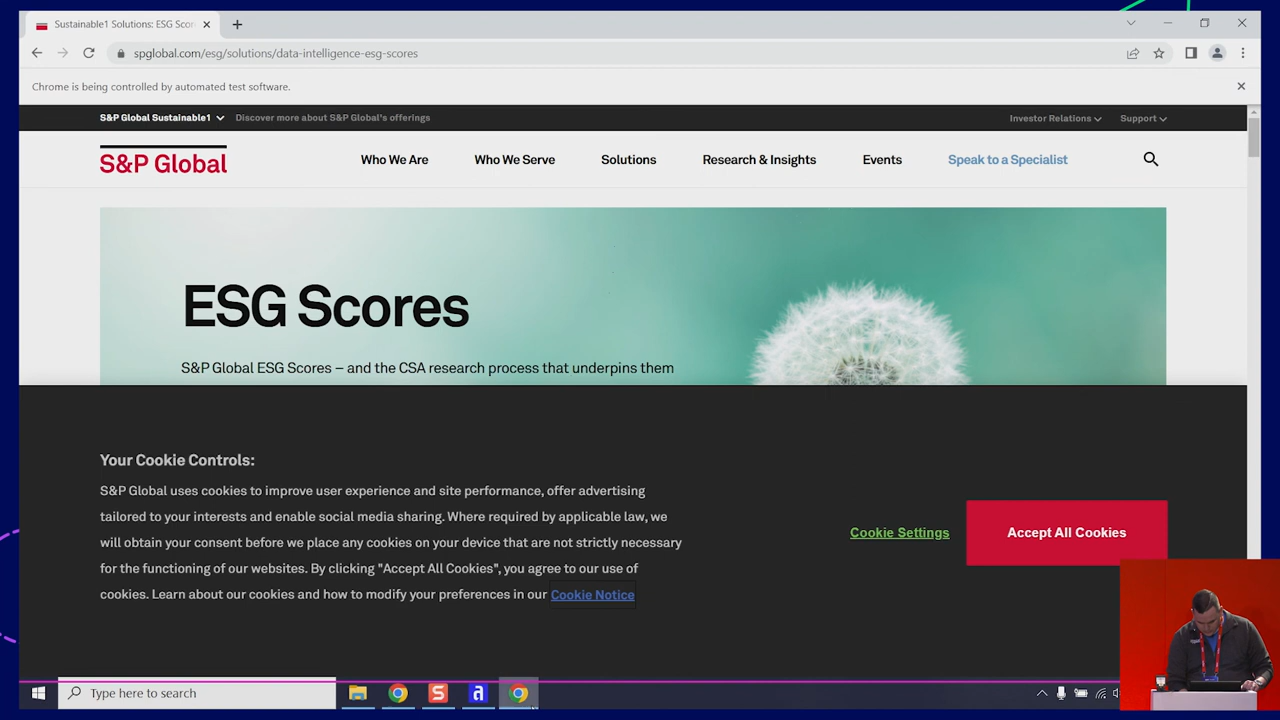 Sustainable1 Solutions: ESG Scor
spglobal.com/esg/solutions/data-intelligence-esg-scores
Chrome is being controlled by automated test software.
S&P Global Sustainable1 Discover more about S&P Global's offerings Investor Relations Support
S&P Global Who We Are Who We Serve Solutions Research & Insights Events Speak to a Specialist
ESG Scores
S&P Global ESG Scores – and the CSA research process that underpins them
Your Cookie Controls:
S&P Global uses cookies to improve user experience and site performance, offer advertising
tailored to your interests and enable social media sharing. Where required by applicable law, we
will obtain your consent before we place any cookies on your device that are not strictly necessary
for the functioning of our websites. By clicking "Accept All Cookies", you agree to our use of
cookies. Learn about our cookies and how to modify your preferences in our Cookie Notice
Cookie Settings
Accept All Cookies
Type here to search